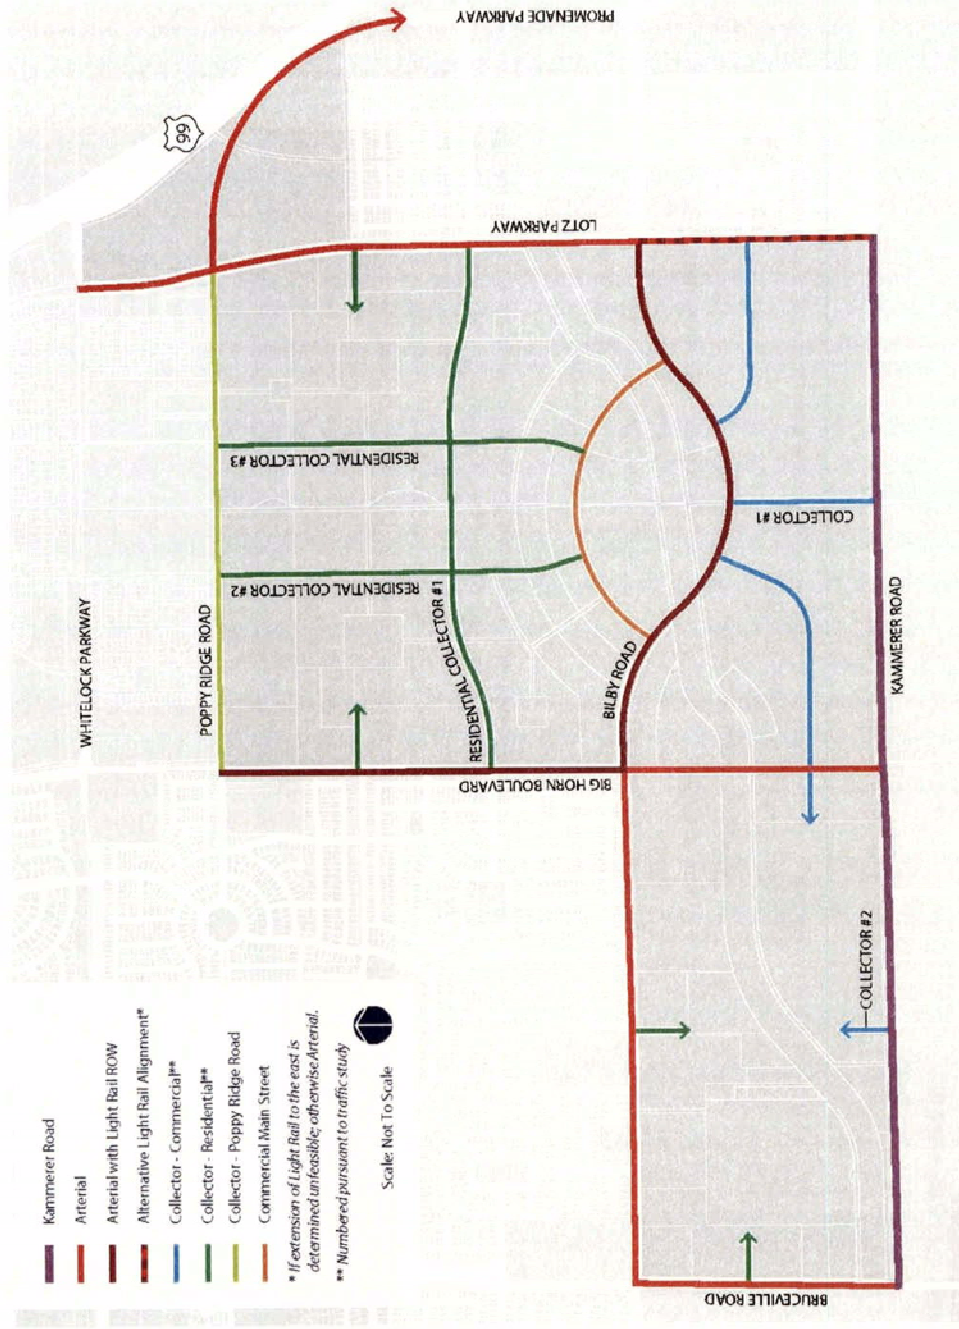 PROMENADE PARKWAY
99
LOTZ PARKWAY
RESIDENTIAL COLLECTOR #3
RESIDENTIAL COLLECTOR #2
RESIDENTIAL COLLECTOR #1
COLLECTOR #1
WHITELOCK PARKWAY
POPPY RIDGE ROAD
BILBY ROAD
KAMMERER ROAD
BIG HORN BOULEVARD
COLLECTOR #2
BRUCEVILLE ROAD
Kammerer Road
Arterial
Arterial with Light Rail ROW
Alternative Light Rail Alignment*
Collector - Commercial**
Collector - Residential**
Collector - Poppy Ridge Road
Commercial Main Street
* If extension of Light Rail to the east is
determined unfeasible; otherwise Arterial.
** Numbered pursuant to traffic study
Scale: Not To Scale